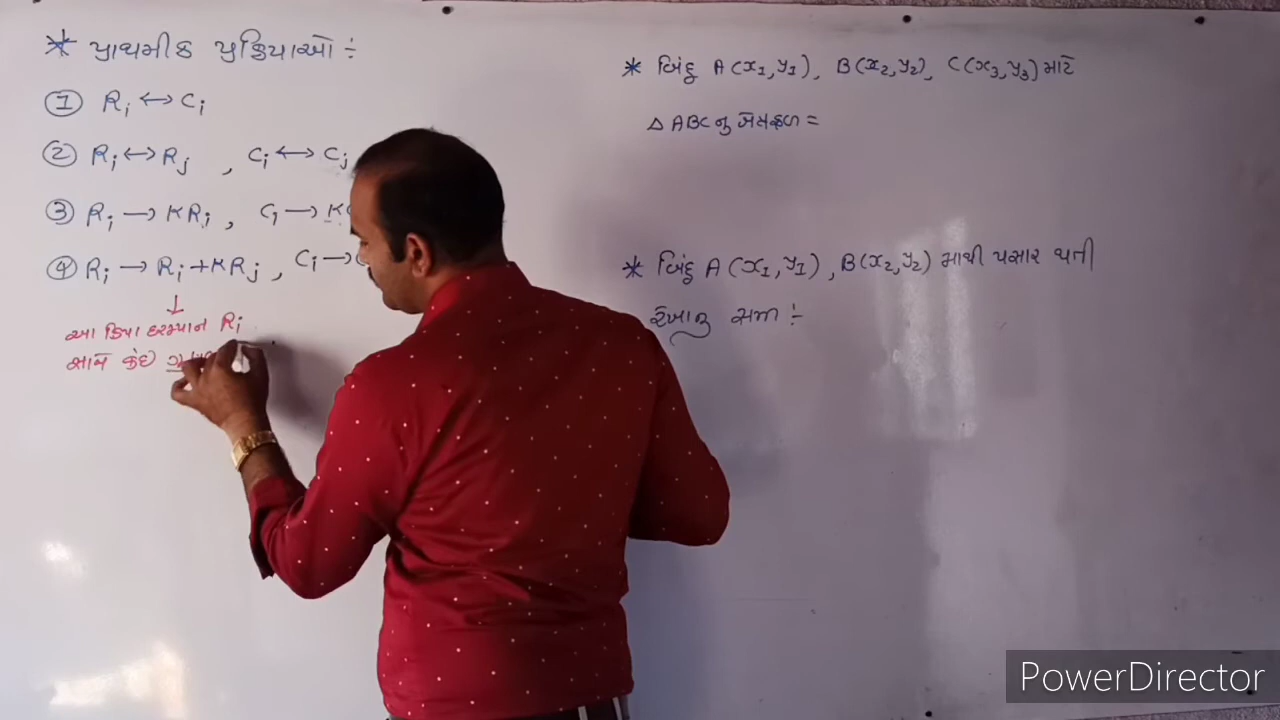 * પ્રાથમીક પ્રક્રિયાઓ :-
① Ri ↔ Ci
② Ri ↔ Rj , Ci ↔ Cj
③ Ri → KRi , Ci →
④ Ri → Ri + KRj , Ci →
આ ક્રિયા દરમ્યાન Ri
સાથે કંઇ
* બિંદુ A(x₁,y₁), B(x₂,y₂), C(x₃,y₃) માટે
△ ABC નુ ક્ષેત્રફળ =
* બિંદુ A(x₁,y₁), B(x₂,y₂) માથી પસાર થતી
રેખાનુ સમી :-
PowerDirector